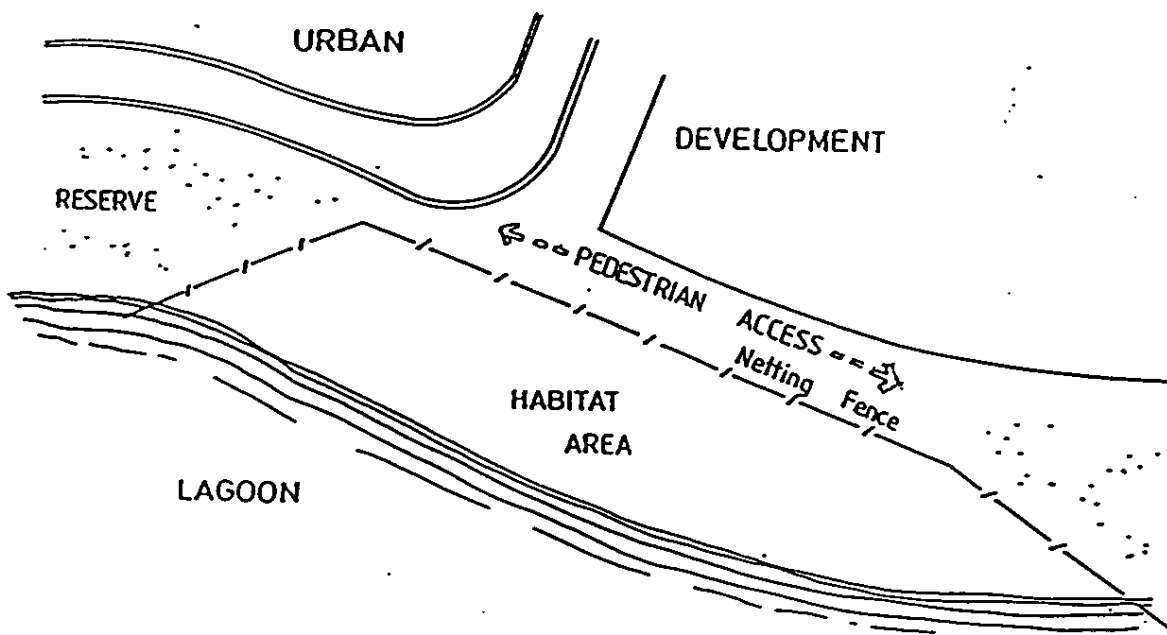 URBAN
DEVELOPMENT
RESERVE
PEDESTRIAN ACCESS
Netting Fence
HABITAT
AREA
LAGOON